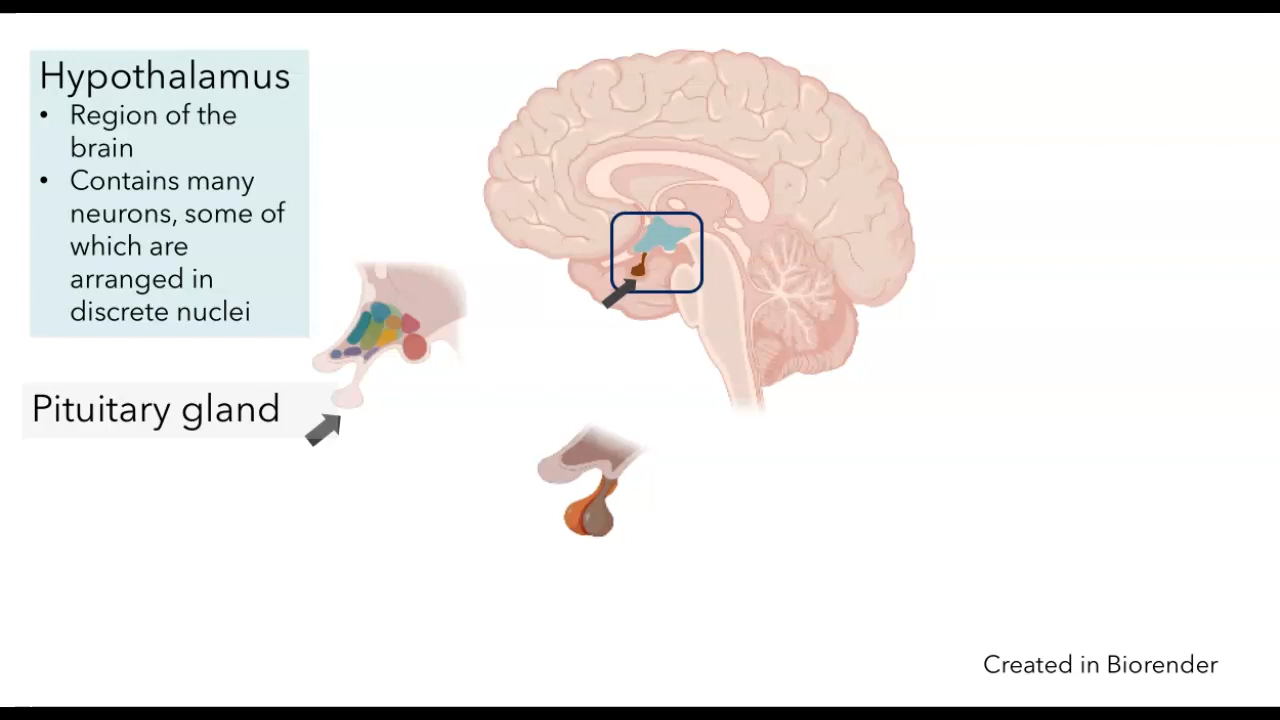 Hypothalamus
• Region of the
brain
• Contains many
neurons, some of
which are
arranged in
discrete nuclei
Pituitary gland
Created in Biorender